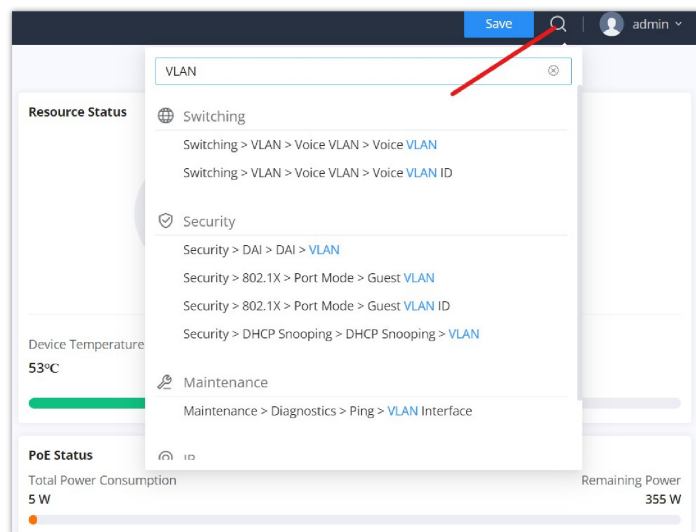 Save
admin
VLAN
Resource Status
Switching
Switching > VLAN > Voice VLAN > Voice VLAN
Switching > VLAN > Voice VLAN > Voice VLAN ID
Security
Security > DAI > DAI > VLAN
Security > 802.1X > Port Mode > Guest VLAN
Security > 802.1X > Port Mode > Guest VLAN ID
Security > DHCP Snooping > DHCP Snooping > VLAN
Device Temperature
53°C
Maintenance
Maintenance > Diagnostics > Ping > VLAN Interface
IP
PoE Status
Total Power Consumption
5 W
Remaining Power
355 W